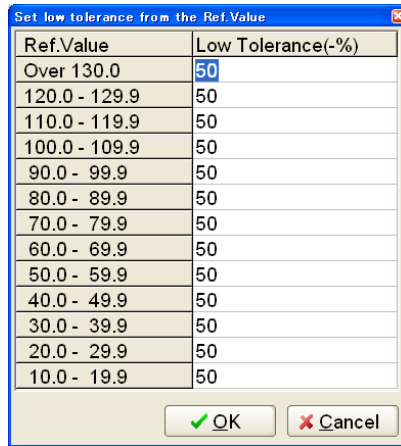 Set low tolerance from the Ref.Value
Ref.Value Low Tolerance(-%)
Over 130.0 50
120.0 - 129.9 50
110.0 - 119.9 50
100.0 - 109.9 50
90.0 - 99.9 50
80.0 - 89.9 50
70.0 - 79.9 50
60.0 - 69.9 50
50.0 - 59.9 50
40.0 - 49.9 50
30.0 - 39.9 50
20.0 - 29.9 50
10.0 - 19.9 50
OK Cancel